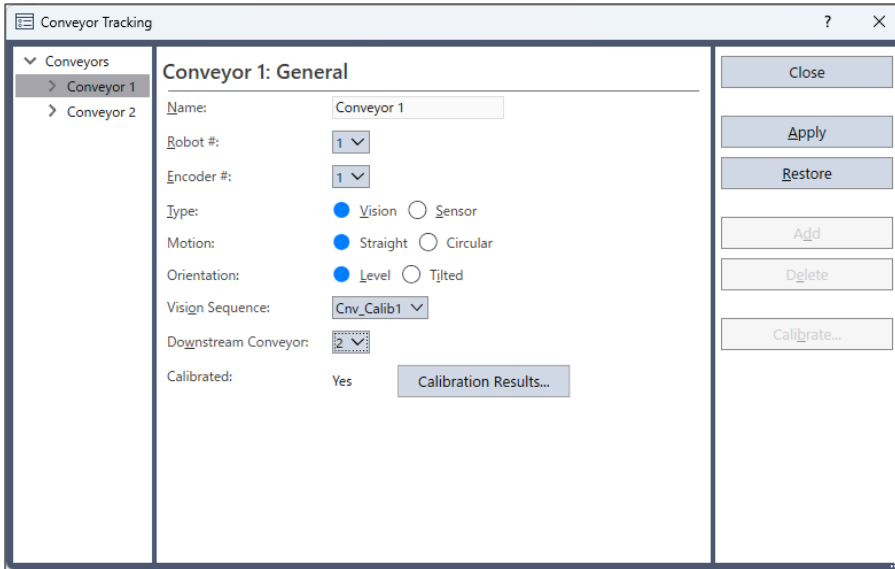 Conveyor Tracking
?
Conveyors
Conveyor 1
Conveyor 2
Conveyor 1: General
Name: Conveyor 1
Robot #: 1
Encoder #: 1
Type: Vision Sensor
Motion: Straight Circular
Orientation: Level Tilted
Vision Sequence: Cnv_Calib1
Downstream Conveyor: 2
Calibrated: Yes Calibration Results...
Close
Apply
Restore
Add
Delete
Calibrate...